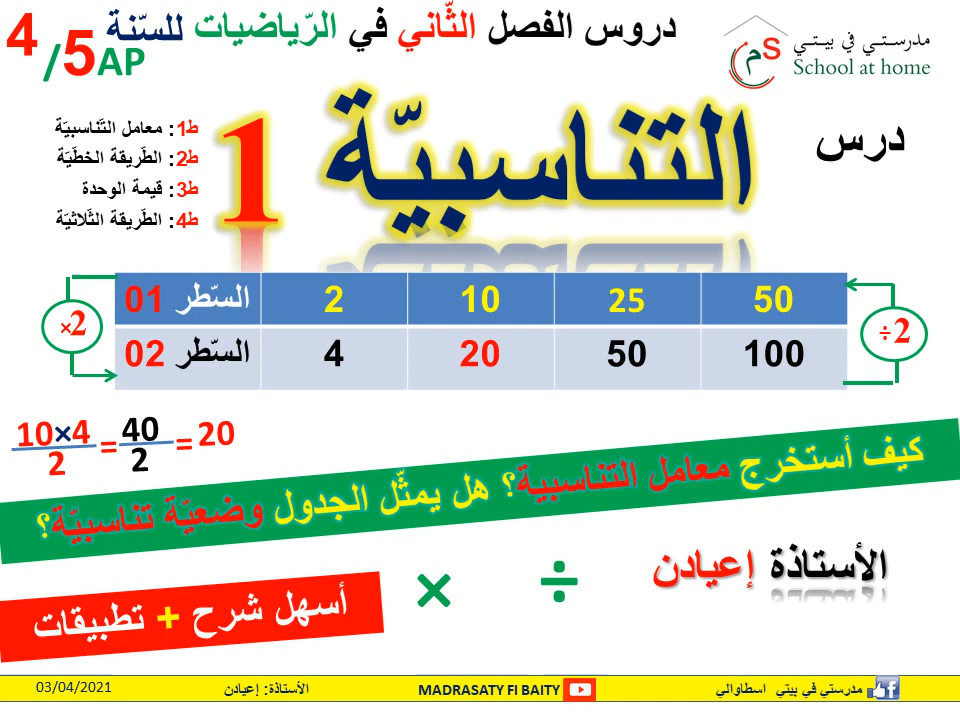 دروس الفصل الثّاني في الرّياضيات للسّنة
4/5AP
مدرستي في بيتي
School at home
م S
درس
التناسبيّة 1
ط1: معامل التّناسبيّة
ط2: الطّريقة الخطّيّة
ط3: قيمة الوحدة
ط4: الطّريقة الثّلاثيّة
السّطر 01 2 10 25 50
السّطر 02 4 20 50 100
×2
÷2
10×4/2 = 40/2 = 20
كيف أستخرج معامل التناسبية؟ هل يمثّل الجدول وضعيّة تناسبيّة؟
الأستاذة إعيادن
× ÷
أسهل شرح + تطبيقات
03/04/2021
الأستاذة: إعيادن
MADRASATY FI BAITY
مدرستي في بيتي اسطاوالي